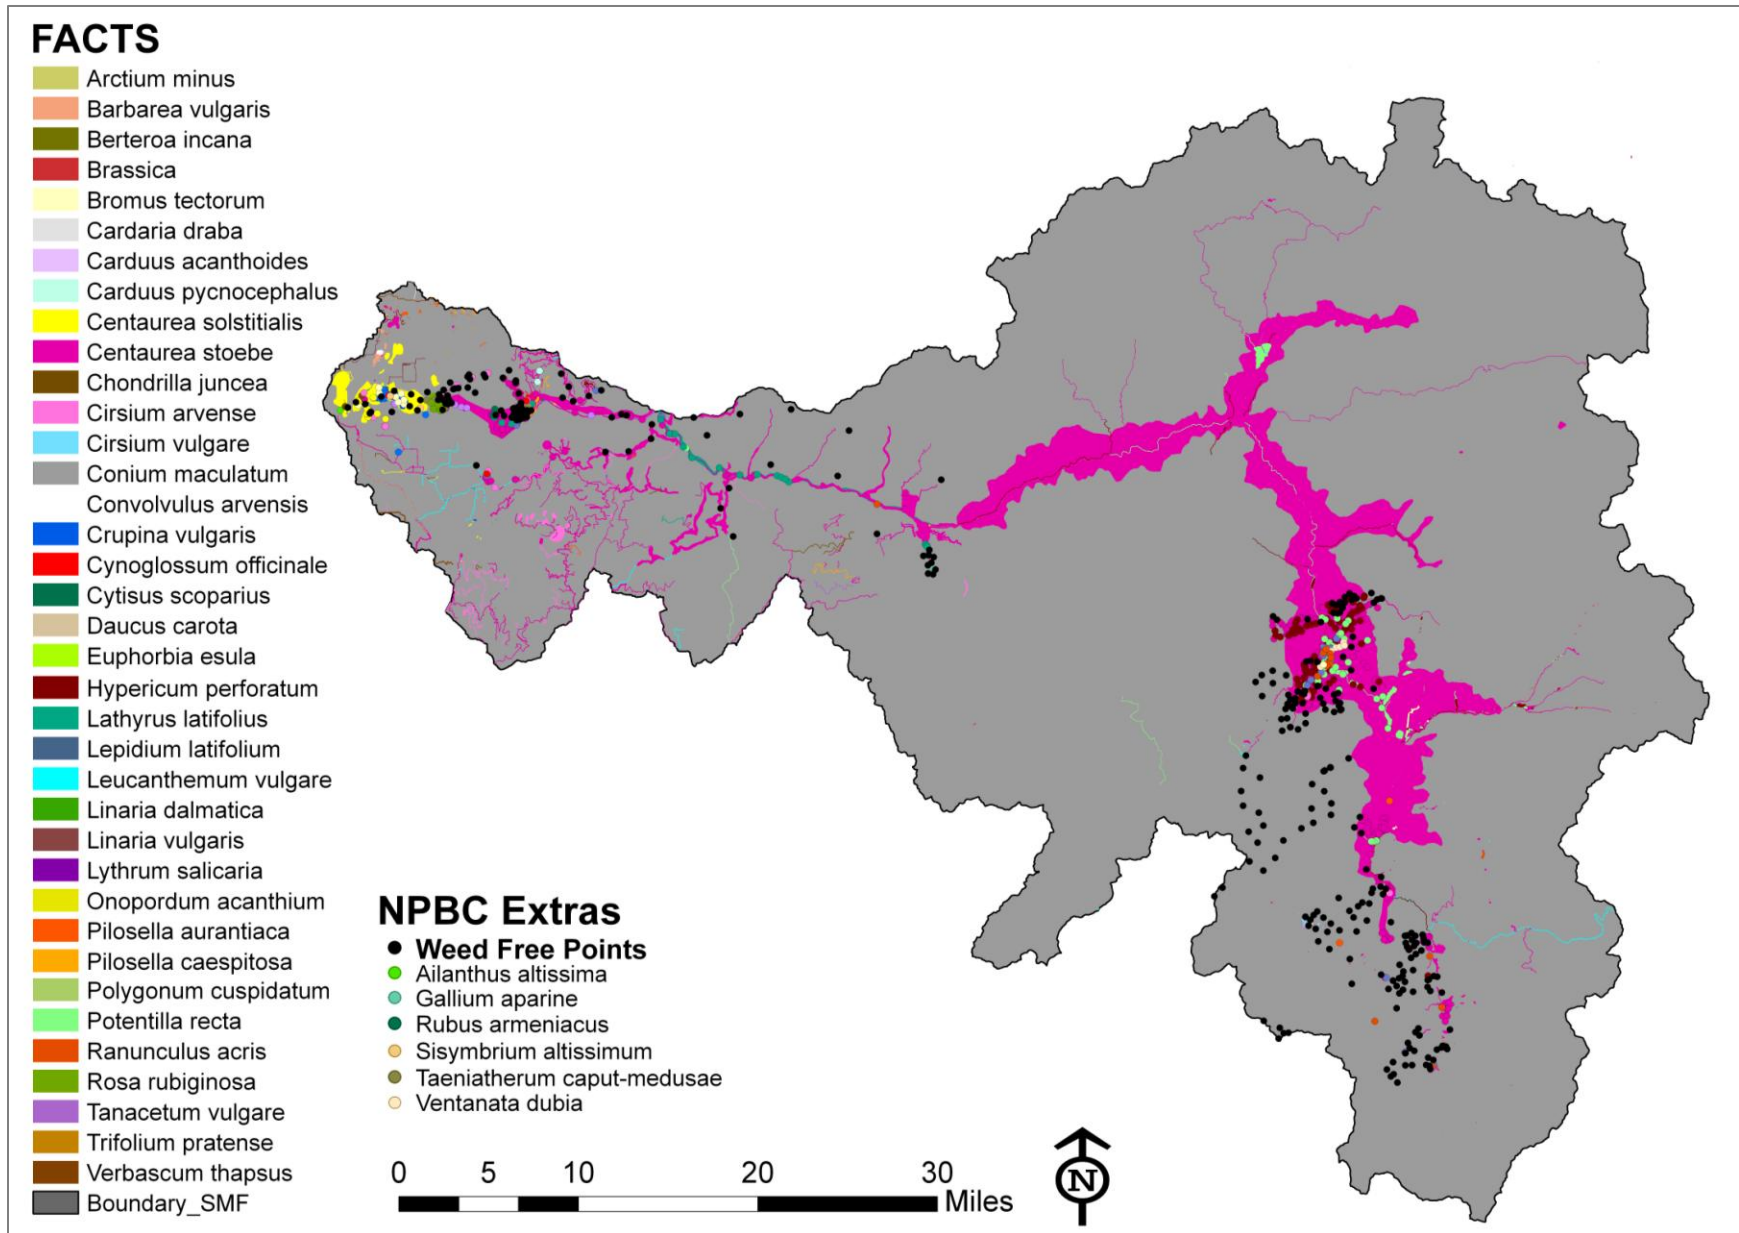 FACTS
Arctium minus
Barbarea vulgaris
Berteroa incana
Brassica
Bromus tectorum
Cardaria draba
Carduus acanthoides
Carduus pycnocephalus
Centaurea solstitialis
Centaurea stoebe
Chondrilla juncea
Cirsium arvense
Cirsium vulgare
Conium maculatum
Convolvulus arvensis
Crupina vulgaris
Cynoglossum officinale
Cytisus scoparius
Daucus carota
Euphorbia esula
Hypericum perforatum
Lathyrus latifolius
Lepidium latifolium
Leucanthemum vulgare
Linaria dalmatica
Linaria vulgaris
Lythrum salicaria
Onopordum acanthium
Pilosella aurantiaca
Pilosella caespitosa
Polygonum cuspidatum
Potentilla recta
Ranunculus acris
Rosa rubiginosa
Tanacetum vulgare
Trifolium pratense
Verbascum thapsus
Boundary_SMF
NPBC Extras
Weed Free Points
Ailanthus altissima
Gallium aparine
Rubus armeniacus
Sisymbrium altissimum
Taeniatherum caput-medusae
Ventanata dubia
0 5 10 20 30
Miles
N